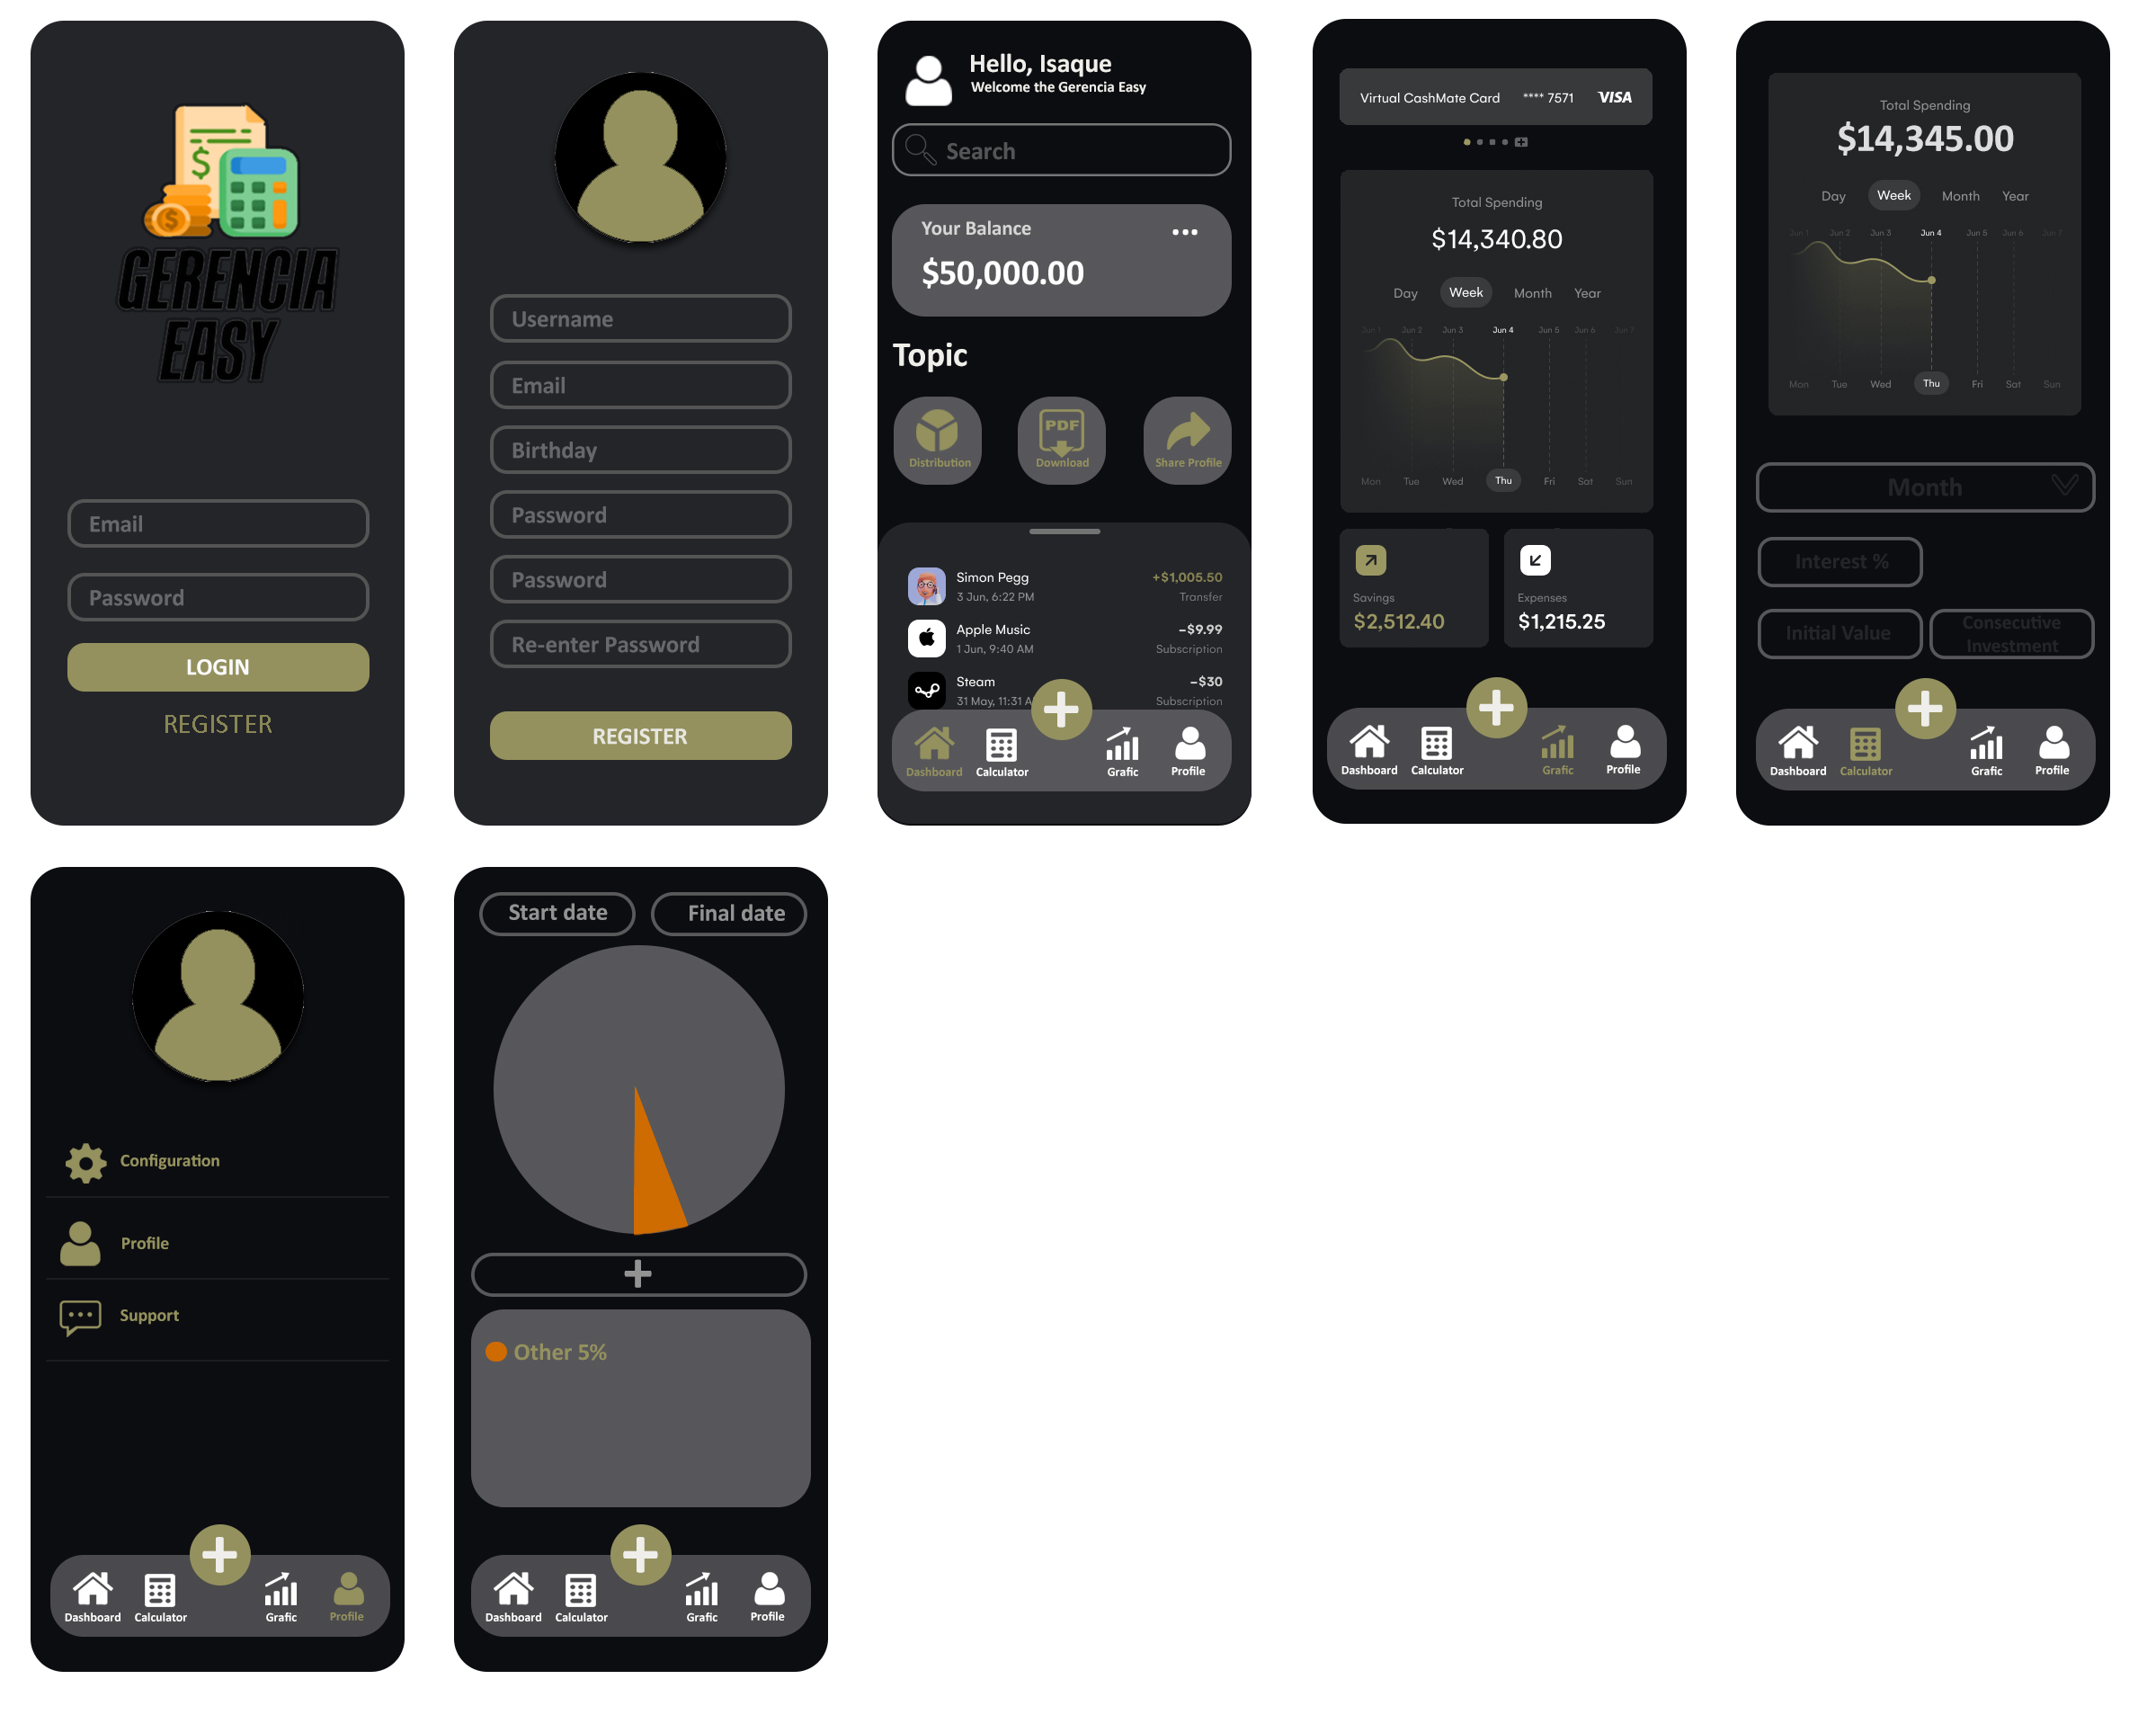 $
$
GERENCIA
EASY
Email
Password
LOGIN
REGISTER
Username
Email
Birthday
Password
Password
Re-enter Password
REGISTER
Hello, Isaque
Welcome the Gerencia Easy
Search
Your Balance
$50,000.00
Topic
PDF
Distribution
Download
Share Profile
Simon Pegg +$1,005.50
3 Jun, 6:22 PM Transfer
Apple Music –$9.99
1 Jun, 9:40 AM Subscription
Steam –$30
31 May, 11:31 A Subscription
Dashboard Calculator Grafic Profile
Virtual CashMate Card **** 7571 VISA
Total Spending
$14,340.80
Day Week Month Year
Jun 1 Jun 2 Jun 3 Jun 4 Jun 5 Jun 6 Jun 7
Mon Tue Wed Thu Fri Sat Sun
Savings
$2,512.40
Expenses
$1,215.25
Dashboard Calculator Grafic Profile
Total Spending
$14,345.00
Day Week Month Year
Jun 1 Jun 2 Jun 3 Jun 4 Jun 5 Jun 6 Jun 7
Mon Tue Wed Thu Fri Sat Sun
Month
Interest %
Initial Value
Consecutive
Investment
Dashboard Calculator Grafic Profile
Configuration
Profile
Support
Dashboard Calculator Grafic Profile
Start date Final date
Other 5%
Dashboard Calculator Grafic Profile